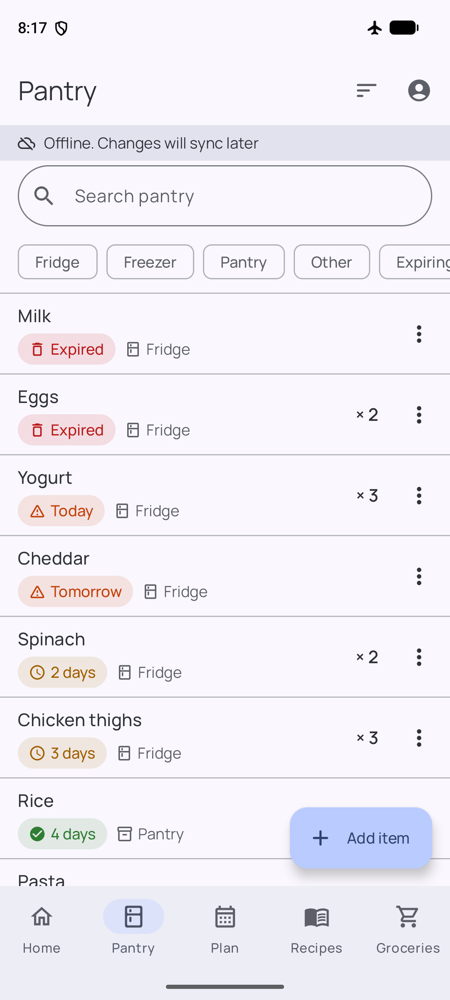 8:17
Pantry
Offline. Changes will sync later
Search pantry
Fridge Freezer Pantry Other Expiring
Milk
Expired Fridge
Eggs
× 2
Expired Fridge
Yogurt
× 3
Today Fridge
Cheddar
Tomorrow Fridge
Spinach
× 2
2 days Fridge
Chicken thighs
× 3
3 days Fridge
Rice
4 days Pantry
Add item
Pasta
Home Pantry Plan Recipes Groceries